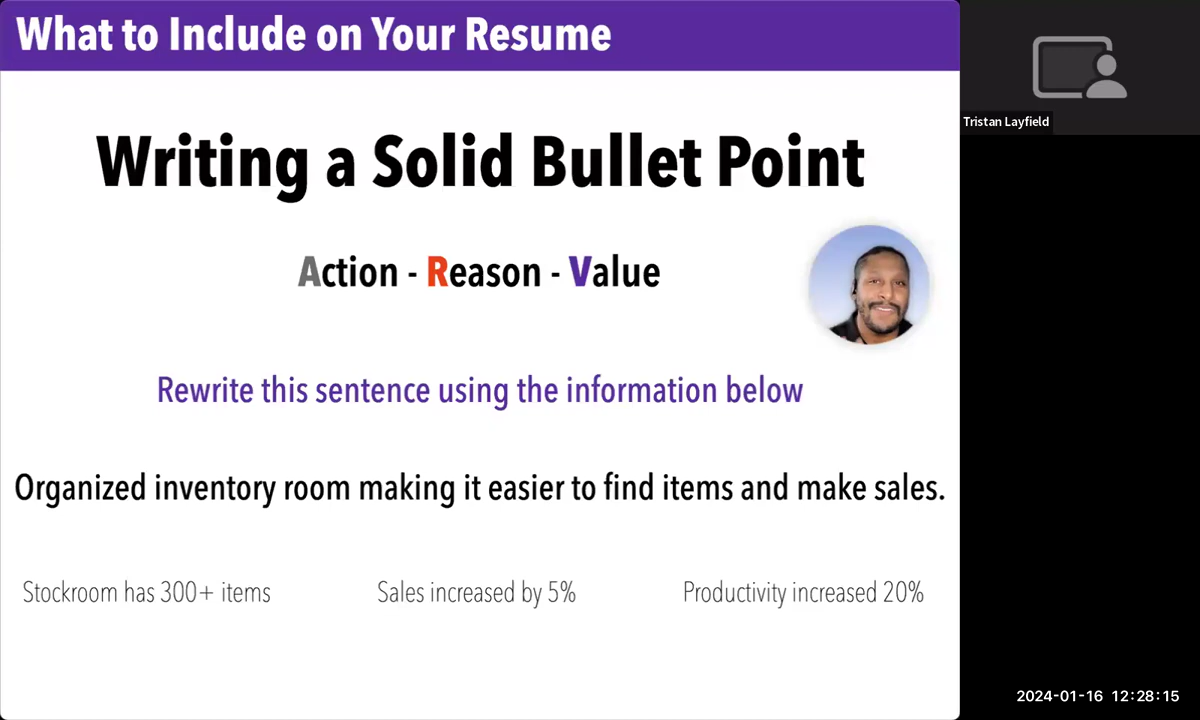 What to Include on Your Resume
Writing a Solid Bullet Point
Action - Reason - Value
Rewrite this sentence using the information below
Organized inventory room making it easier to find items and make sales.
Stockroom has 300+ items
Sales increased by 5%
Productivity increased 20%
Tristan Layfield
2024-01-16 12:28:15